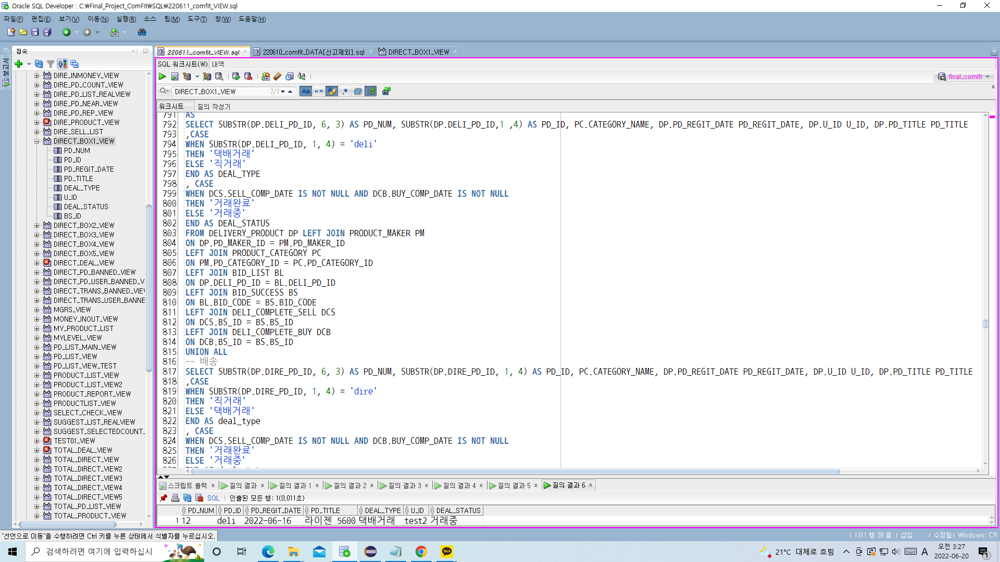 Oracle SQL Developer : C:₩Final_Project_ComFIt₩SQL₩220611_comfit_VIEW.sql
파일(F) 편집(E) 보기(V) 이동(N) 실행(R) 소스 팀(M) 도구(T) 창(W) 도움말(H)
접속
DIRE_INMONEY_VIEW
DIRE_PD_COUNT_VIEW
DIRE_PD_LIST_REALVIEW
DIRE_PD_NEAR_VIEW
DIRE_PD_REP_VIEW
DIRE_PRODUCT_VIEW
DIRE_SELL_LIST
DIRECT_BOX1_VIEW
PD_NUM
PD_ID
PD_REGIT_DATE
PD_TITLE
DEAL_TYPE
U_ID
DEAL_STATUS
BS_ID
DIRECT_BOX2_VIEW
DIRECT_BOX3_VIEW
DIRECT_BOX4_VIEW
DIRECT_BOX5_VIEW
DIRECT_DEAL_VIEW
DIRECT_PD_BANNED_VIEW
DIRECT_PD_USER_BANNED_V
DIRECT_TRANS_BANNED_VIEV
DIRECT_TRANS_USER_BANNE
MGRS_VIEW
MONEY_INOUT_VIEW
MY_PRODUCT_LIST
MYLEVEL_VIEW
PD_LIST_MAIN_VIEW
PD_LIST_VIEW
PD_LIST_VIEW_TEST
PRODUCT_LIST_VIEW
PRODUCT_LIST_VIEW2
PRODUCT_REPORT_VIEW
PRODUCTLIST_VIEW
SELECT_CHECK_VIEW
SUGGEST_LIST_REALVIEW
SUGGEST_SELECTEDCOUNT_
TEST01_VIEW
TOTAL_DEAL_VIEW
TOTAL_DIRECT_VIEW
TOTAL_DIRECT_VIEW2
TOTAL_DIRECT_VIEW3
TOTAL_DIRECT_VIEW4
TOTAL_DIRECT_VIEW5
TOTAL_PD_LIST_VIEW
TOTAL_PRODUCT_VIEW
220611_comfit_VIEW.sql 220610_comfit_DATA[신고제외].sql DIRECT_BOX1_VIEW
SQL 워크시트(W) 내역
final_comfit
DIRECT_BOX1_VIEW 7/7 Aa
워크시트 질의 작성기
791 AS
792 SELECT SUBSTR(DP.DELI_PD_ID, 6, 3) AS PD_NUM, SUBSTR(DP.DELI_PD_ID,1 ,4) AS PD_ID, PC.CATEGORY_NAME, DP.PD_REGIT_DATE PD_REGIT_DATE, DP.U_ID U_ID, DP.PD_TITLE PD_TITLE
793 ,CASE
794 WHEN SUBSTR(DP.DELI_PD_ID, 1, 4) = 'deli'
795 THEN '택배거래'
796 ELSE '직거래'
797 END AS DEAL_TYPE
798 , CASE
799 WHEN DCS.SELL_COMP_DATE IS NOT NULL AND DCB.BUY_COMP_DATE IS NOT NULL
800 THEN '거래완료'
801 ELSE '거래중'
802 END AS DEAL_STATUS
803 FROM DELIVERY_PRODUCT DP LEFT JOIN PRODUCT_MAKER PM
804 ON DP.PD_MAKER_ID = PM.PD_MAKER_ID
805 LEFT JOIN PRODUCT_CATEGORY PC
806 ON PM.PD_CATEGORY_ID = PC.PD_CATEGORY_ID
807 LEFT JOIN BID_LIST BL
808 ON DP.DELI_PD_ID = BL.DELI_PD_ID
809 LEFT JOIN BID_SUCCESS BS
810 ON BL.BID_CODE = BS.BID_CODE
811 LEFT JOIN DELI_COMPLETE_SELL DCS
812 ON DCS.BS_ID = BS.BS_ID
813 LEFT JOIN DELI_COMPLETE_BUY DCB
814 ON DCB.BS_ID = BS.BS_ID
815 UNION ALL
816 -- 배송
817 SELECT SUBSTR(DP.DIRE_PD_ID, 6, 3) AS PD_NUM, SUBSTR(DP.DIRE_PD_ID, 1, 4) AS PD_ID, PC.CATEGORY_NAME, DP.PD_REGIT_DATE PD_REGIT_DATE, DP.U_ID U_ID, DP.PD_TITLE PD_TITLE
818 ,CASE
819 WHEN SUBSTR(DP.DIRE_PD_ID, 1, 4) = 'dire'
820 THEN '직거래'
821 ELSE '택배거래'
822 END AS deal_type
823 , CASE
824 WHEN DCS.SELL_COMP_DATE IS NOT NULL AND DCB.BUY_COMP_DATE IS NOT NULL
825 THEN '거래완료'
826 ELSE '거래중'
스크립트 출력 질의 결과 질의 결과 1 질의 결과 2 질의 결과 3 질의 결과 4 질의 결과 5 질의 결과 6
SQL 인출된 모든 행: 1(0,011초)
PD_NUM PD_ID PD_REGIT_DATE PD_TITLE DEAL_TYPE U_ID DEAL_STATUS
1 12 deli 2022-06-16 라이젠 5600 택배거래 test2 거래중
"선언으로 이동"을 수행하려면 Ctrl 키를 누른 상태에서 식별자를 누르십시오.
1311 행 39 열 삽입 수정됨 Windows: CR
검색하려면 여기에 입력하십시
TALK
21°C 대체로 흐림
A
오전 3:27
2022-06-20
1